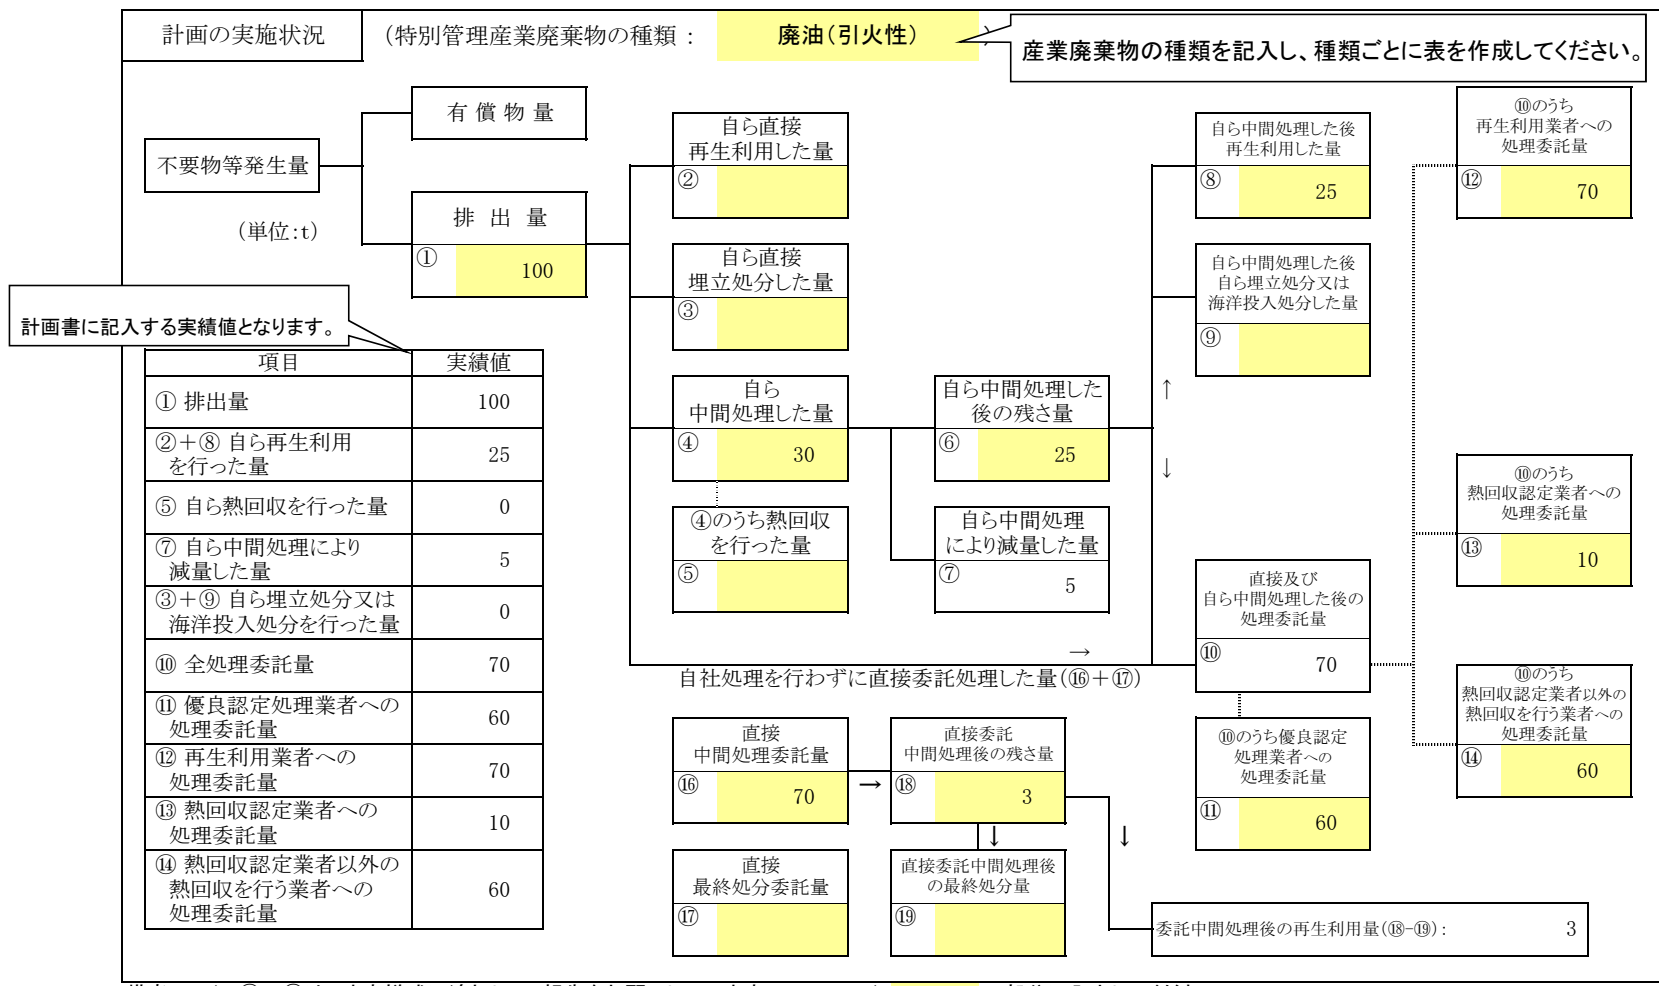 計画の実施状況
（特別管理産業廃棄物の種類：
廃油（引火性）
）
産業廃棄物の種類を記入し、種類ごとに表を作成してください。
有 償 物 量
不要物等発生量
（単位:t）
排 出 量
①
100
自ら直接
再生利用した量
②
自ら直接
埋立処分した量
③
自ら
中間処理した量
④
30
④のうち熱回収
を行った量
⑤
自ら中間処理した
後の残さ量
⑥
25
自ら中間処理
により減量した量
⑦
5
自ら中間処理した後
再生利用した量
⑧
25
自ら中間処理した後
自ら埋立処分又は
海洋投入処分した量
⑨
↑
↓
直接及び
自ら中間処理した後の
処理委託量
⑩
70
→
自社処理を行わずに直接委託処理した量（⑯＋⑰）
⑩のうち優良認定
処理業者への
処理委託量
⑪
60
⑩のうち
再生利用業者への
処理委託量
⑫
70
⑩のうち
熱回収認定業者への
処理委託量
⑬
10
⑩のうち
熱回収認定業者以外の
熱回収を行う業者への
処理委託量
⑭
60
直接
中間処理委託量
⑯
70
→
直接委託
中間処理後の残さ量
⑱
3
↓
↓
直接
最終処分委託量
⑰
直接委託中間処理後
の最終処分量
⑲
委託中間処理後の再生利用量（⑱−⑲）：
3
計画書に記入する実績値となります。
項目 実績値
① 排出量 100
②＋⑧ 自ら再生利用
を行った量 25
⑤ 自ら熱回収を行った量 0
⑦ 自ら中間処理により
減量した量 5
③＋⑨ 自ら埋立処分又は
海洋投入処分を行った量 0
⑩ 全処理委託量 70
⑪ 優良認定処理業者への
処理委託量 60
⑫ 再生利用業者への
処理委託量 70
⑬ 熱回収認定業者への
処理委託量 10
⑭ 熱回収認定業者以外の
熱回収を行う業者への
処理委託量 60